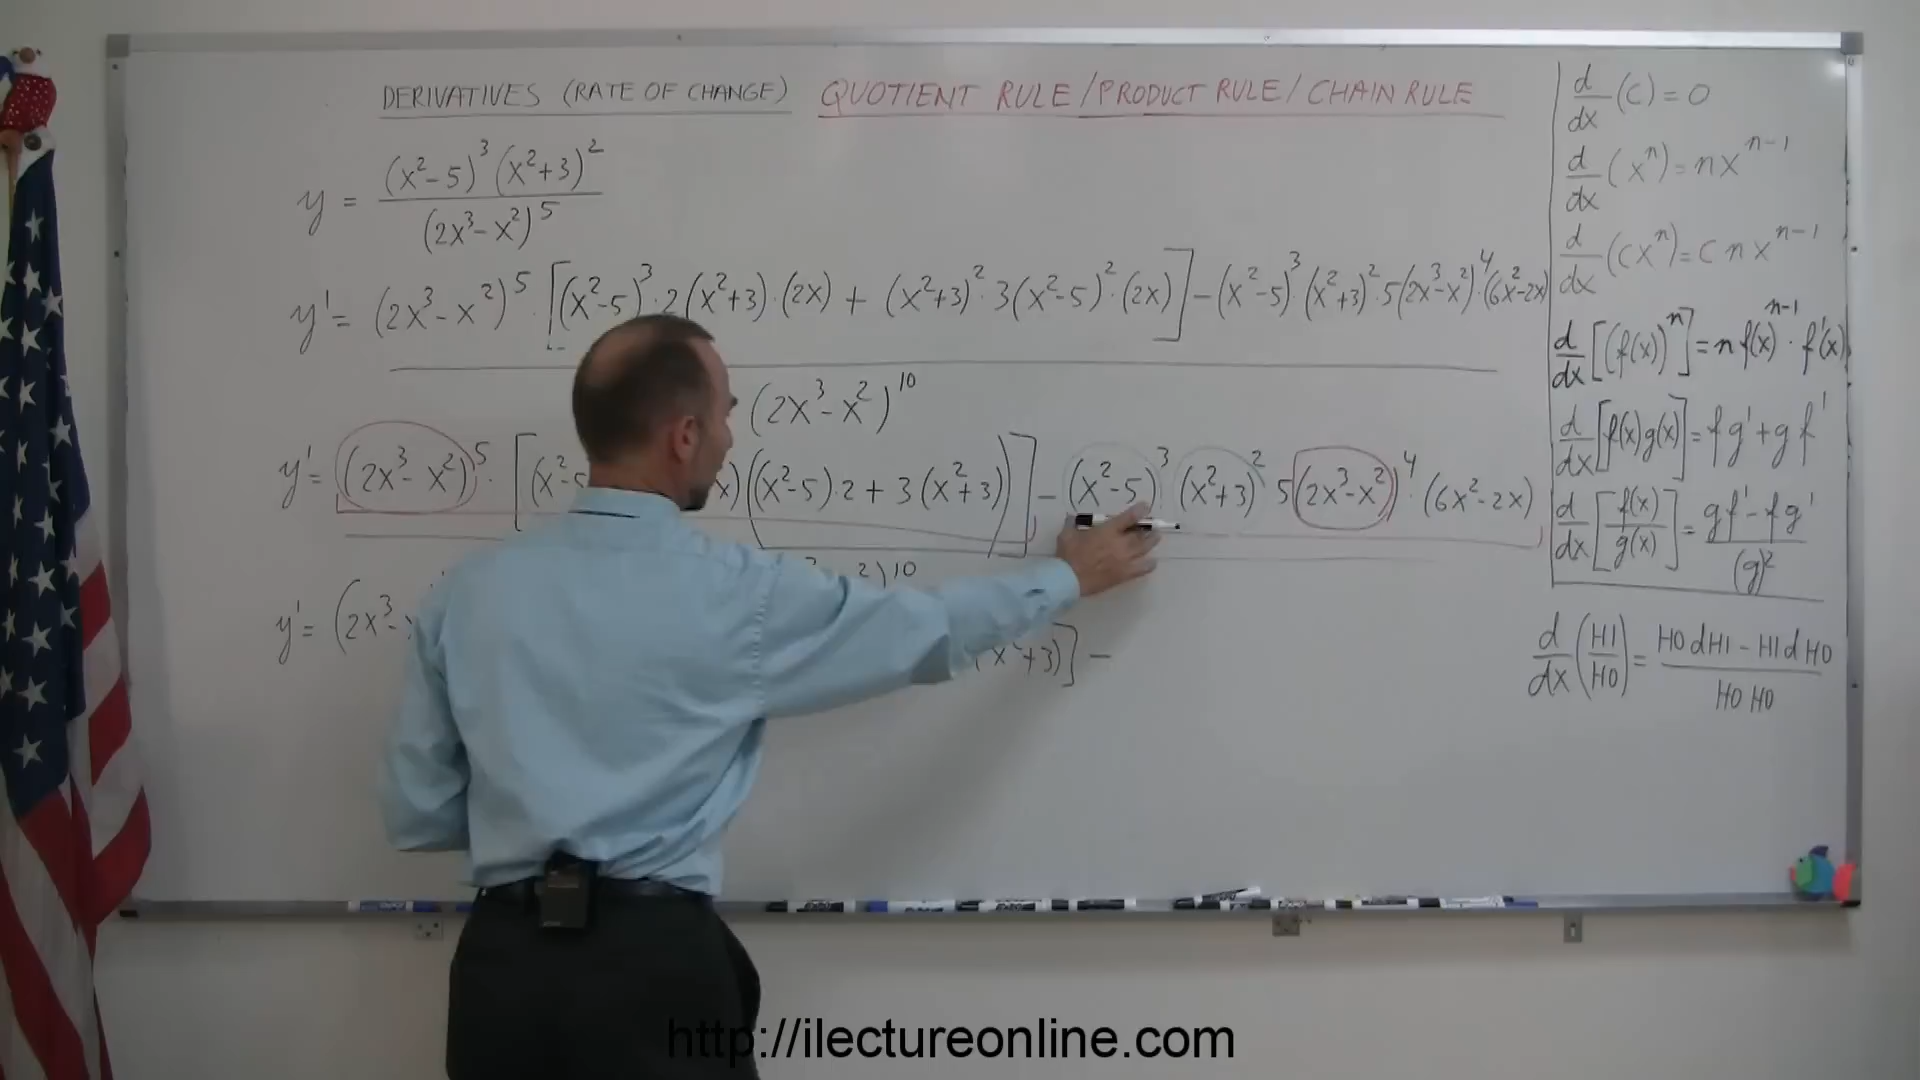 DERIVATIVES (RATE OF CHANGE) QUOTIENT RULE/PRODUCT RULE/CHAIN RULE
y = (x²-5)³ (x²+3)²
(2x³-x²)⁵
y' = (2x³-x²)⁵ · [(x²-5)³ · 2(x²+3) · (2x) + (x²+3)² · 3(x²-5)² · (2x)] - (x²-5)³ · (x²+3)² · 5(2x³-x²)⁴ · (6x²-2x)
(2x³-x²)¹⁰
y' = (2x³-x²)⁵ · [(x²-5 x)((x²-5)·2+3(x²+3))] - (x²-5)³ (x²+3)² 5(2x³-x²)⁴ · (6x²-2x)
²)¹⁰
y' = (2x³- (x²+3)] -
d/dx (c) = 0
d/dx (xⁿ) = nxⁿ⁻¹
d/dx (cxⁿ) = c n xⁿ⁻¹
d/dx [(f(x))ⁿ] = n f(x)ⁿ⁻¹ · f'(x)
d/dx [f(x)g(x)] = fg' + gf'
d/dx [f(x)/g(x)] = gf' - fg' / (g)²
d/dx (HI/HO) = HO dHI - HI dHO / HO HO
http://ilectureonline.com